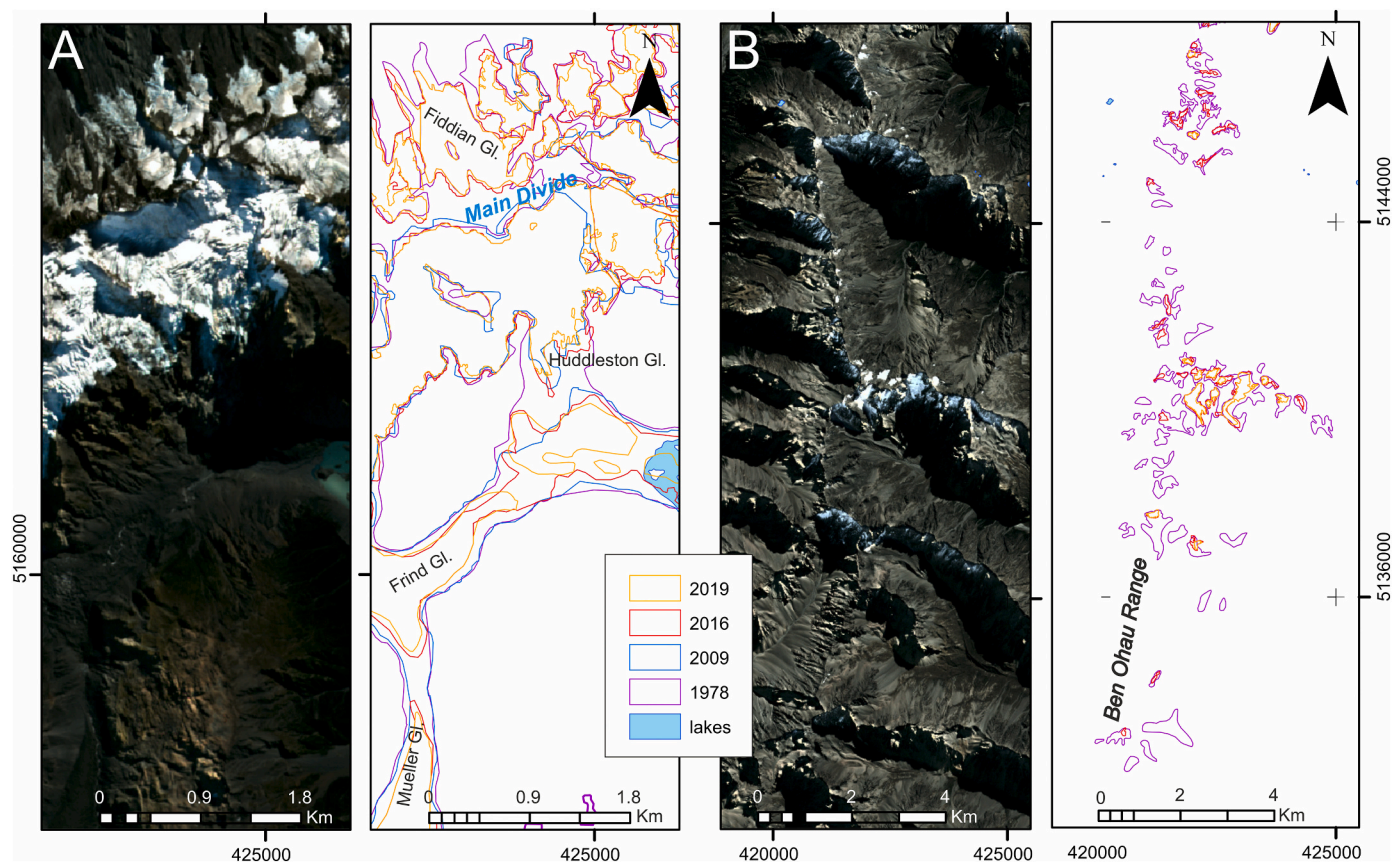 A
B
N
N
Fiddian Gl.
Main Divide
Huddleston Gl.
Frind Gl.
Mueller Gl.
Ben Ohau Range
2019
2016
2009
1978
lakes
5160000
5144000
5136000
0 0.9 1.8
Km
0 0.9 1.8
Km
0 2 4
Km
0 2 4
Km
425000
425000
420000
425000
420000
425000